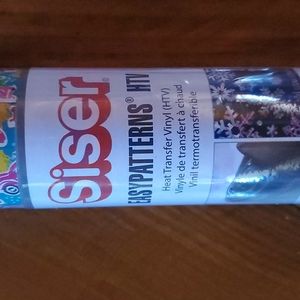 Siser®
EASYPATTERNS® HTV
Heat Transfer Vinyl (HTV)
Vinyle de transfert à chaud
Vinil termotransferible